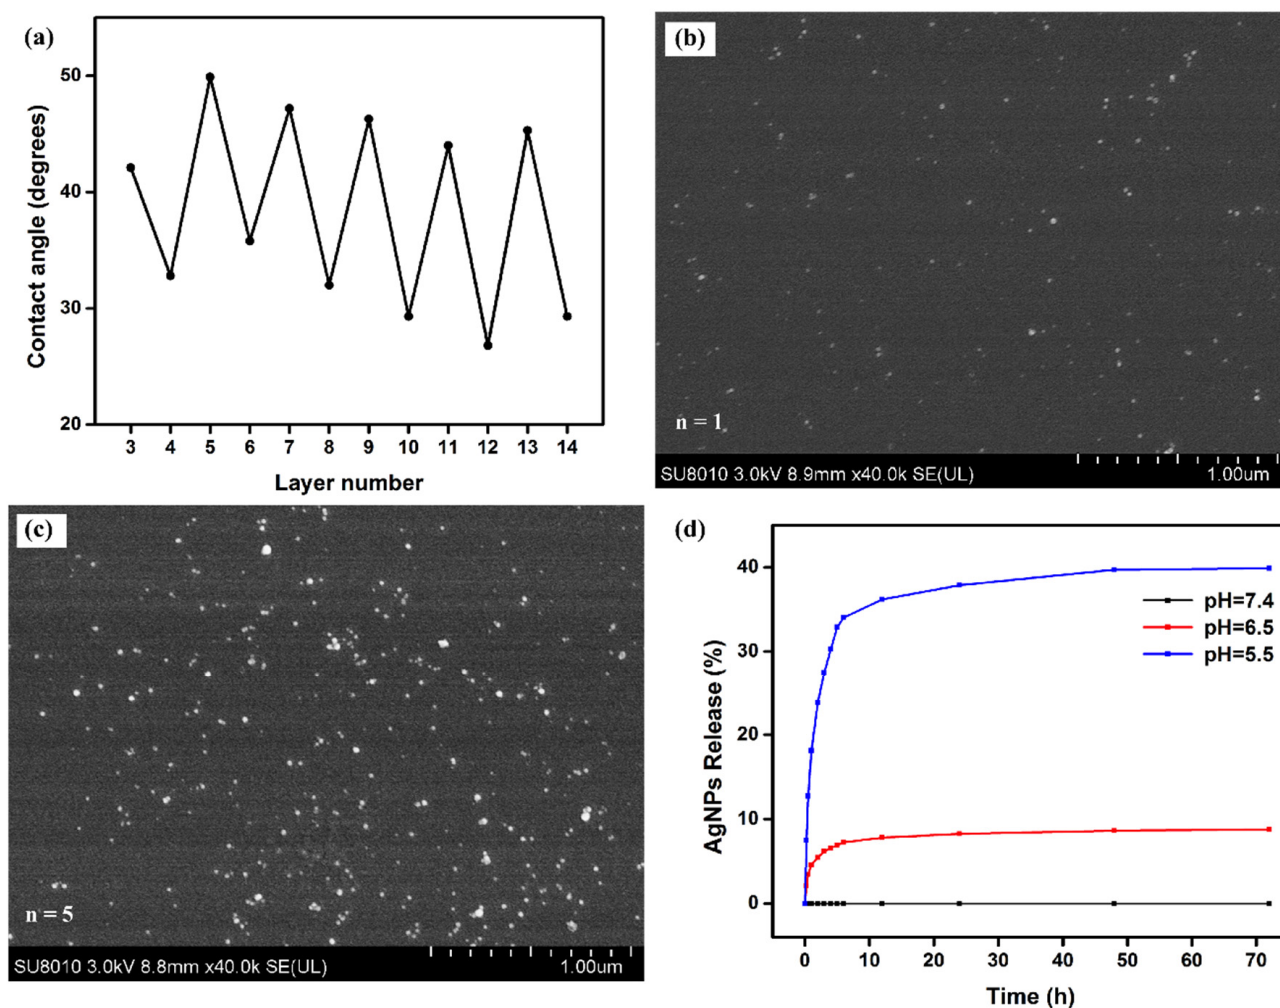 (a)
50
40
30
20
Contact angle (degrees)
3 4 5 6 7 8 9 10 11 12 13 14
Layer number
(b)
n = 1
SU8010 3.0kV 8.9mm x40.0k SE(UL) 1.00um
(c)
n = 5
SU8010 3.0kV 8.8mm x40.0k SE(UL) 1.00um
(d)
40
30
20
10
0
AgNPs Release (%)
pH=7.4
pH=6.5
pH=5.5
0 10 20 30 40 50 60 70
Time (h)